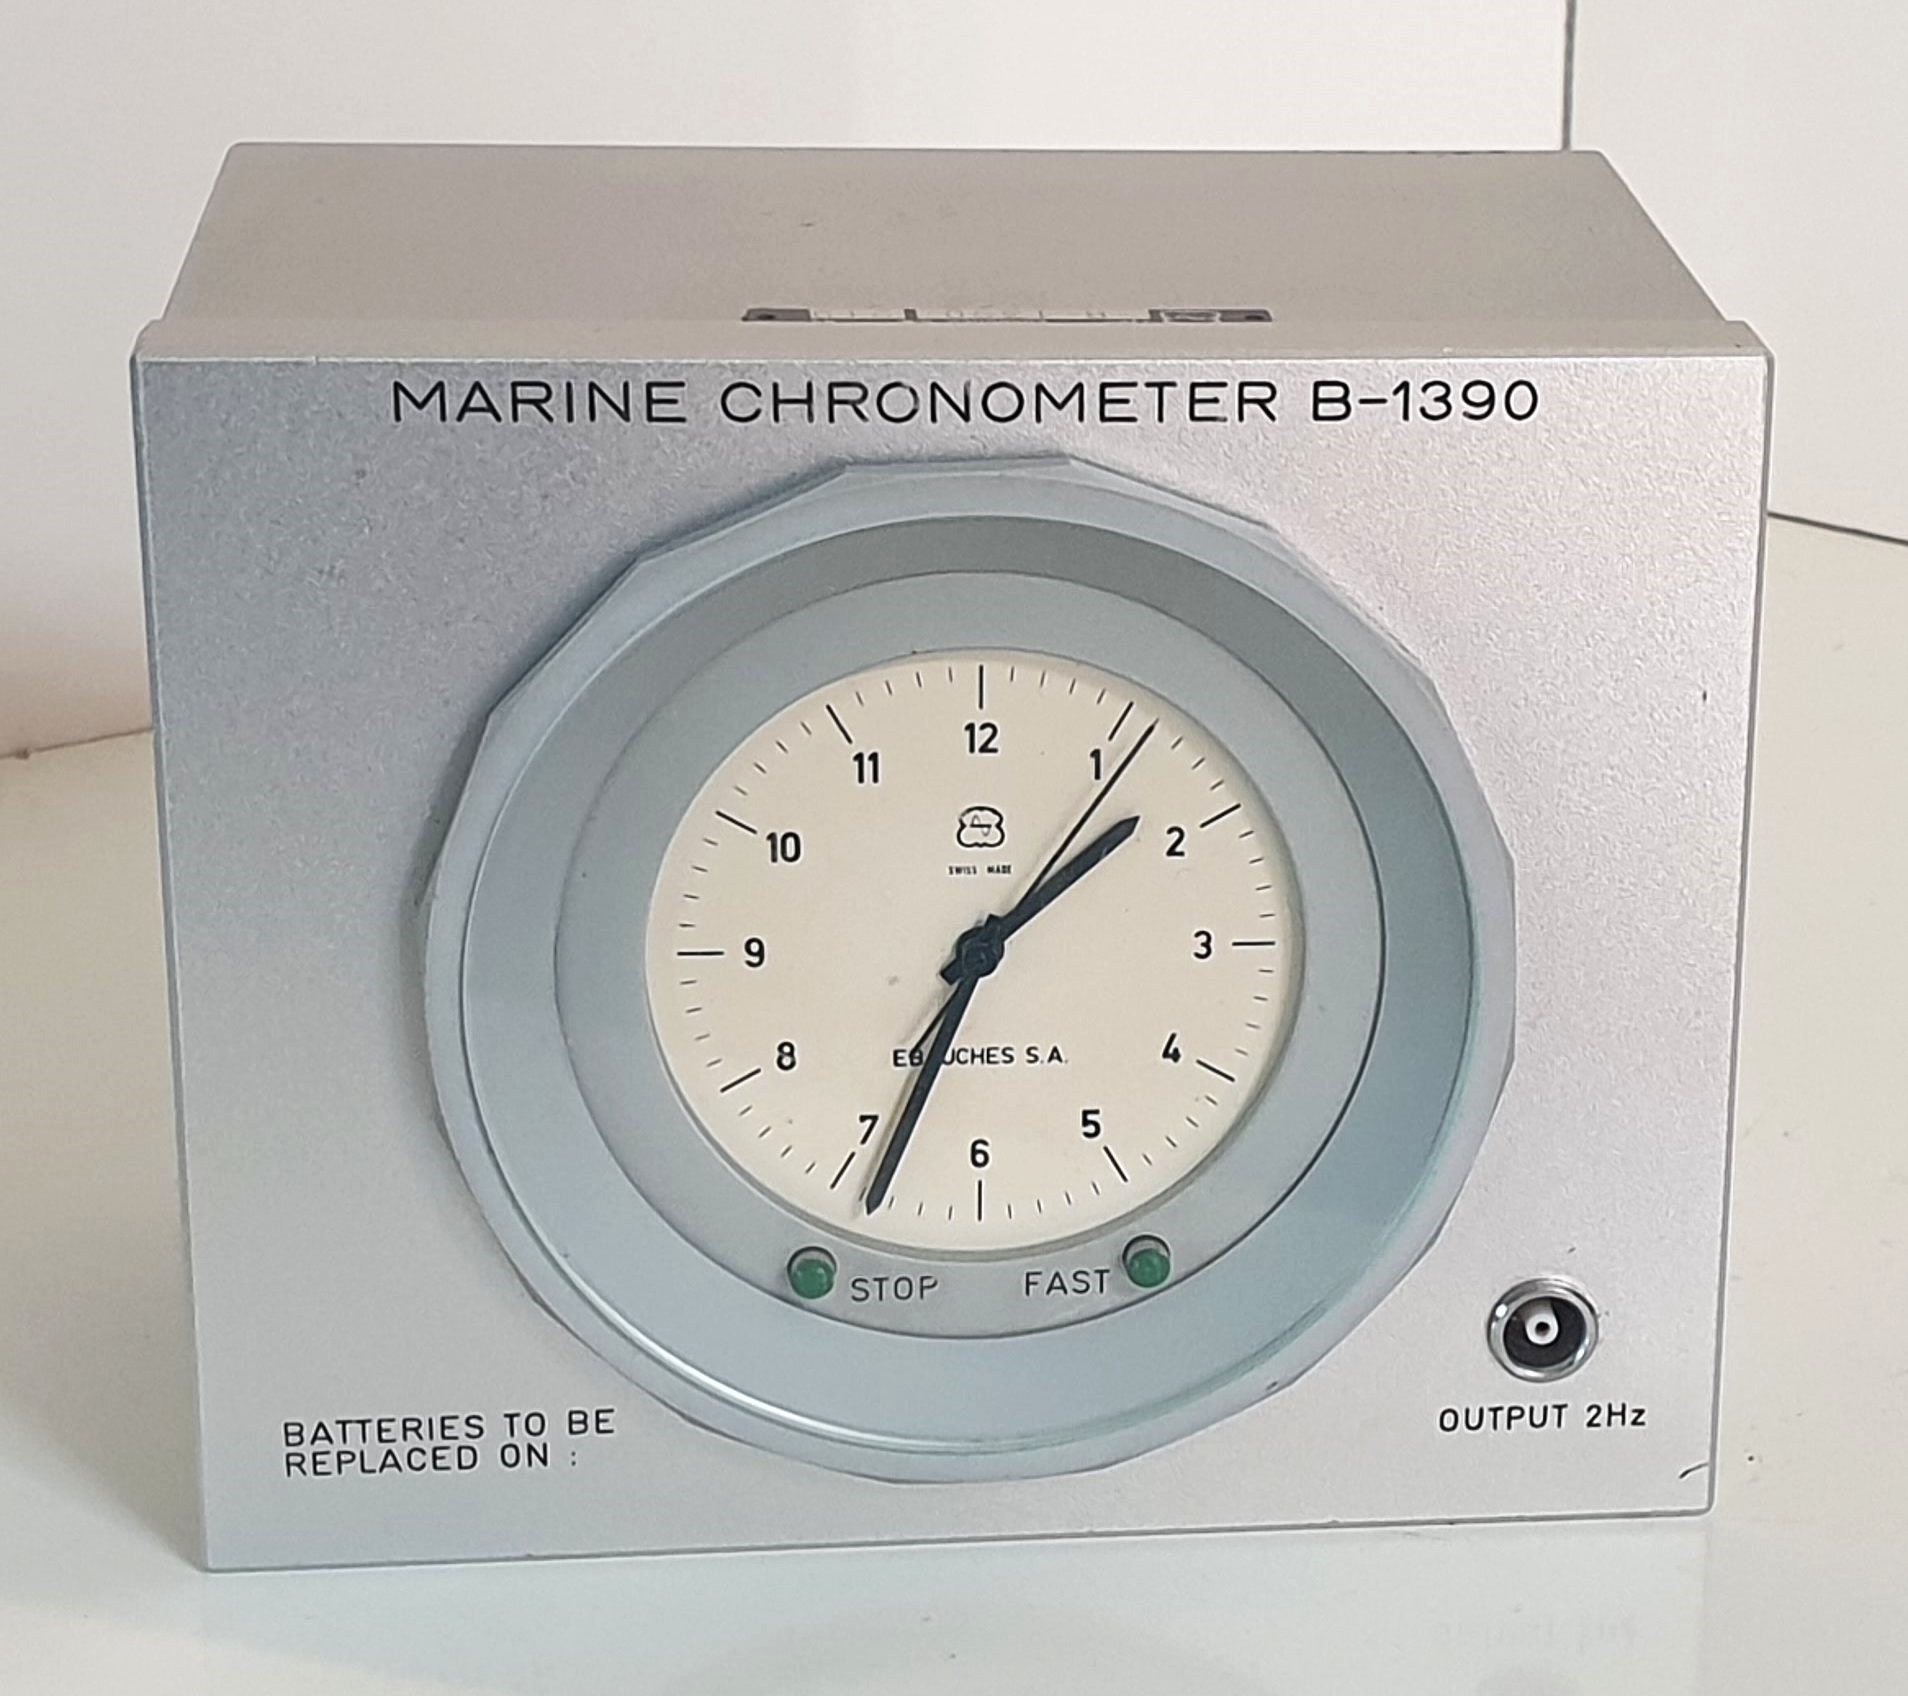 MARINE CHRONOMETER B-1390
12
11
1
10
2
SWISS MADE
9
3
8
4
EBAUCHES S.A.
7
5
6
STOP
FAST
BATTERIES TO BE
REPLACED ON :
OUTPUT 2Hz